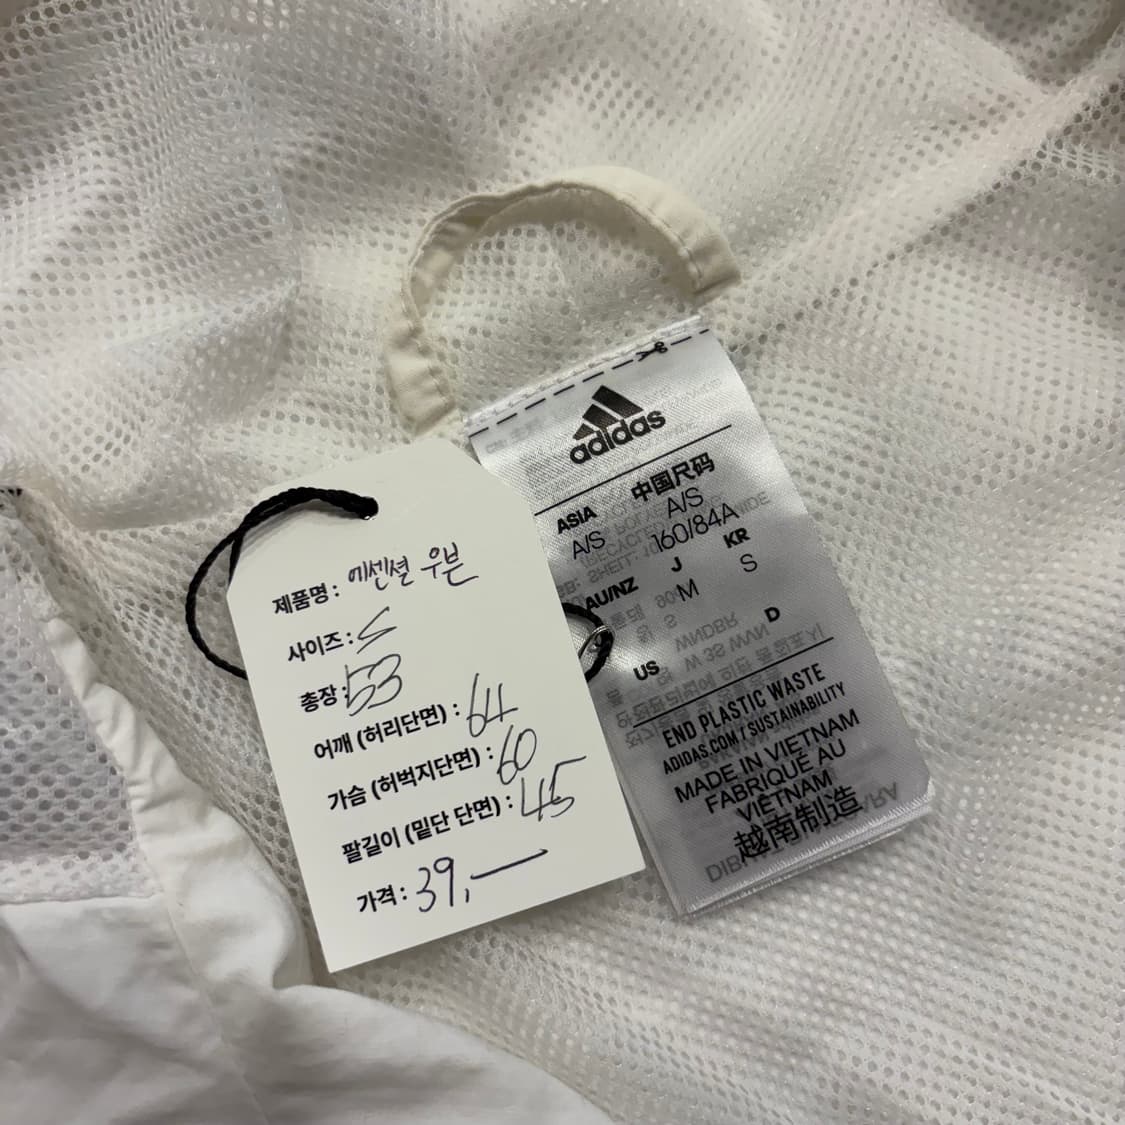 제품명 : 에센셜 우븐
사이즈 : S
총장 : 53
어깨 (허리단면) : 64
가슴 (허벅지단면) : 60
팔길이 (밑단 단면) : 45
가격 : 39,—
adidas
中国尺码
ASIA A/S
A/S 160/84A
AU/NZ J KR
M S
US D
END PLASTIC WASTE
ADIDAS.COM / SUSTAINABILITY
MADE IN VIETNAM
FABRIQUÉ AU
VIETNAM
越南制造